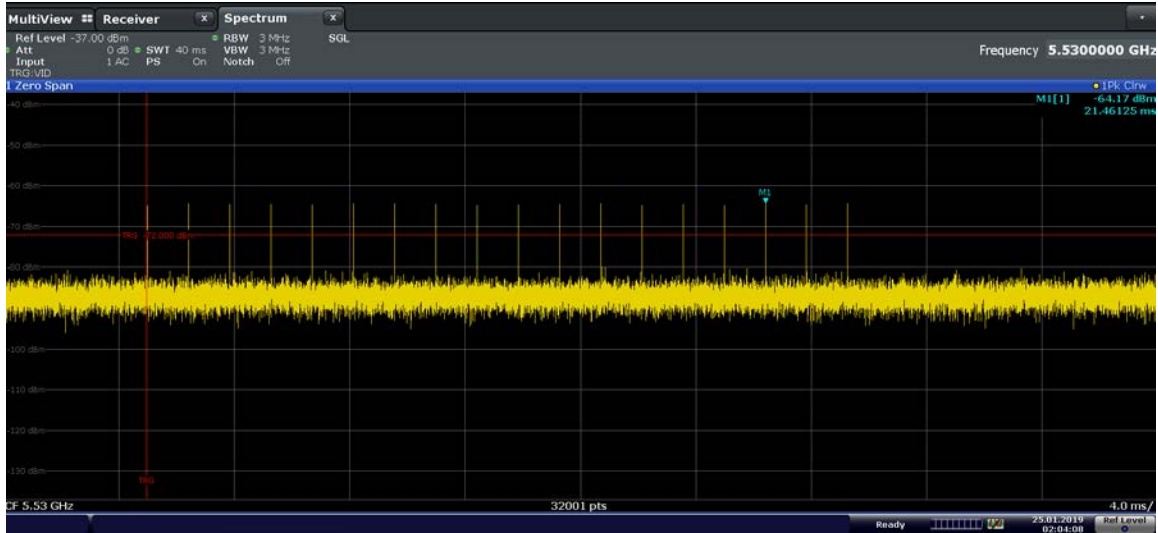 MultiView Receiver x Spectrum x
Ref Level -37.00 dBm RBW 3 MHz SGL
Att 0 dB SWT 40 ms VBW 3 MHz
Input 1 AC PS On Notch Off
TRG:VID
Frequency 5.5300000 GHz
1 Zero Span 1Pk Clrw
M1[1] -64.17 dBm
21.46125 ms
-40 dBm
-50 dBm
-60 dBm
M1
-70 dBm
TRG -72.000 dBm
-80 dBm
-100 dBm
-110 dBm
-120 dBm
-130 dBm
TRG
CF 5.53 GHz 32001 pts 4.0 ms/
Ready 25.01.2019 Ref Level
02:04:08